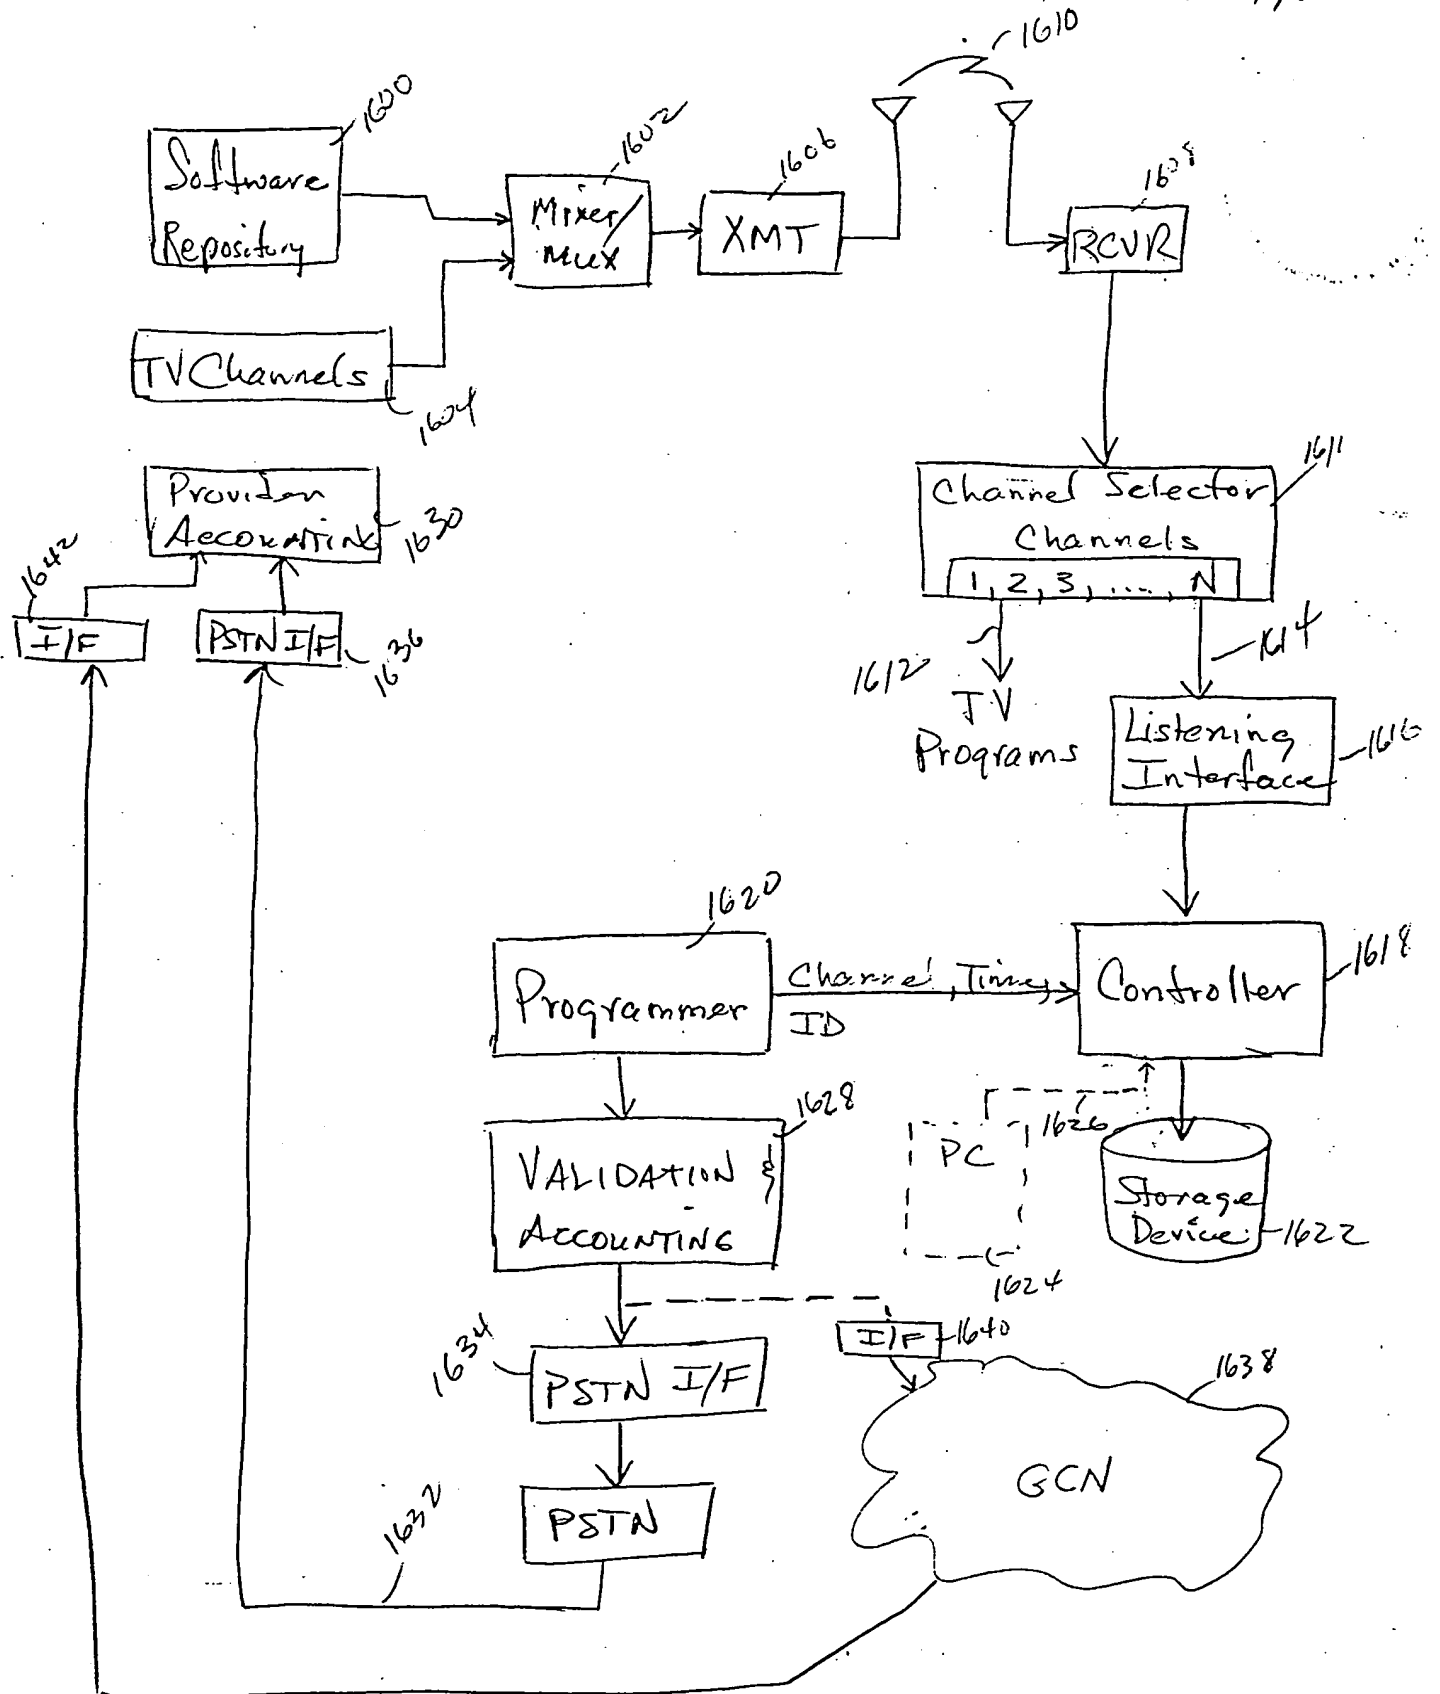 1610
1600
Software
Repository
1602
Mixer/
MUX
1606
XMT
1608
RCVR
TV Channels
1604
1611
Channel Selector
Channels
1, 2, 3, ...., N
Provider
Accounting
1630
1642
I/F
PSTN I/F
1636
1612
TV
Programs
1614
Listening
Interface
1616
1620
Programmer
Channel, Time,
ID
Controller
1618
1628
VALIDATION &
ACCOUNTING
1626
PC
1624
Storage
Device
1622
1634
PSTN I/F
I/F
1640
1638
GCN
PSTN
1632